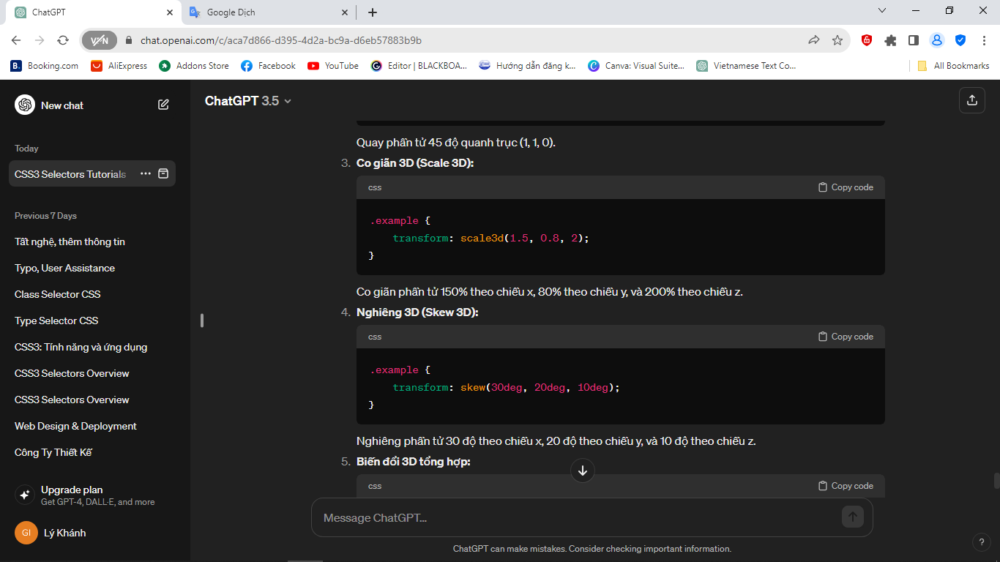 ChatGPT
Google Dịch
VPN
chat.openai.com/c/aca7d866-d395-4d2a-bc9a-d6eb57883b9b
B. Booking.com
AliExpress
Addons Store
Facebook
YouTube
Editor | BLACKBOA...
Hướng dẫn đăng k...
Canva: Visual Suite...
Vietnamese Text Co...
All Bookmarks
New chat
Today
CSS3 Selectors Tutorials
Previous 7 Days
Tất nghệ, thêm thông tin
Typo, User Assistance
Class Selector CSS
Type Selector CSS
CSS3: Tính năng và ứng dụng
CSS3 Selectors Overview
CSS3 Selectors Overview
Web Design & Deployment
Công Ty Thiết Kế
Upgrade plan
Get GPT-4, DALL·E, and more
GI Lý Khánh
ChatGPT 3.5
Quay phần tử 45 độ quanh trục (1, 1, 0).
3. Co giãn 3D (Scale 3D):
css Copy code
.example {
transform: scale3d(1.5, 0.8, 2);
}
Co giãn phần tử 150% theo chiều x, 80% theo chiều y, và 200% theo chiều z.
4. Nghiêng 3D (Skew 3D):
css Copy code
.example {
transform: skew(30deg, 20deg, 10deg);
}
Nghiêng phần tử 30 độ theo chiều x, 20 độ theo chiều y, và 10 độ theo chiều z.
5. Biến đổi 3D tổng hợp:
css Copy code
Message ChatGPT...
ChatGPT can make mistakes. Consider checking important information.
?